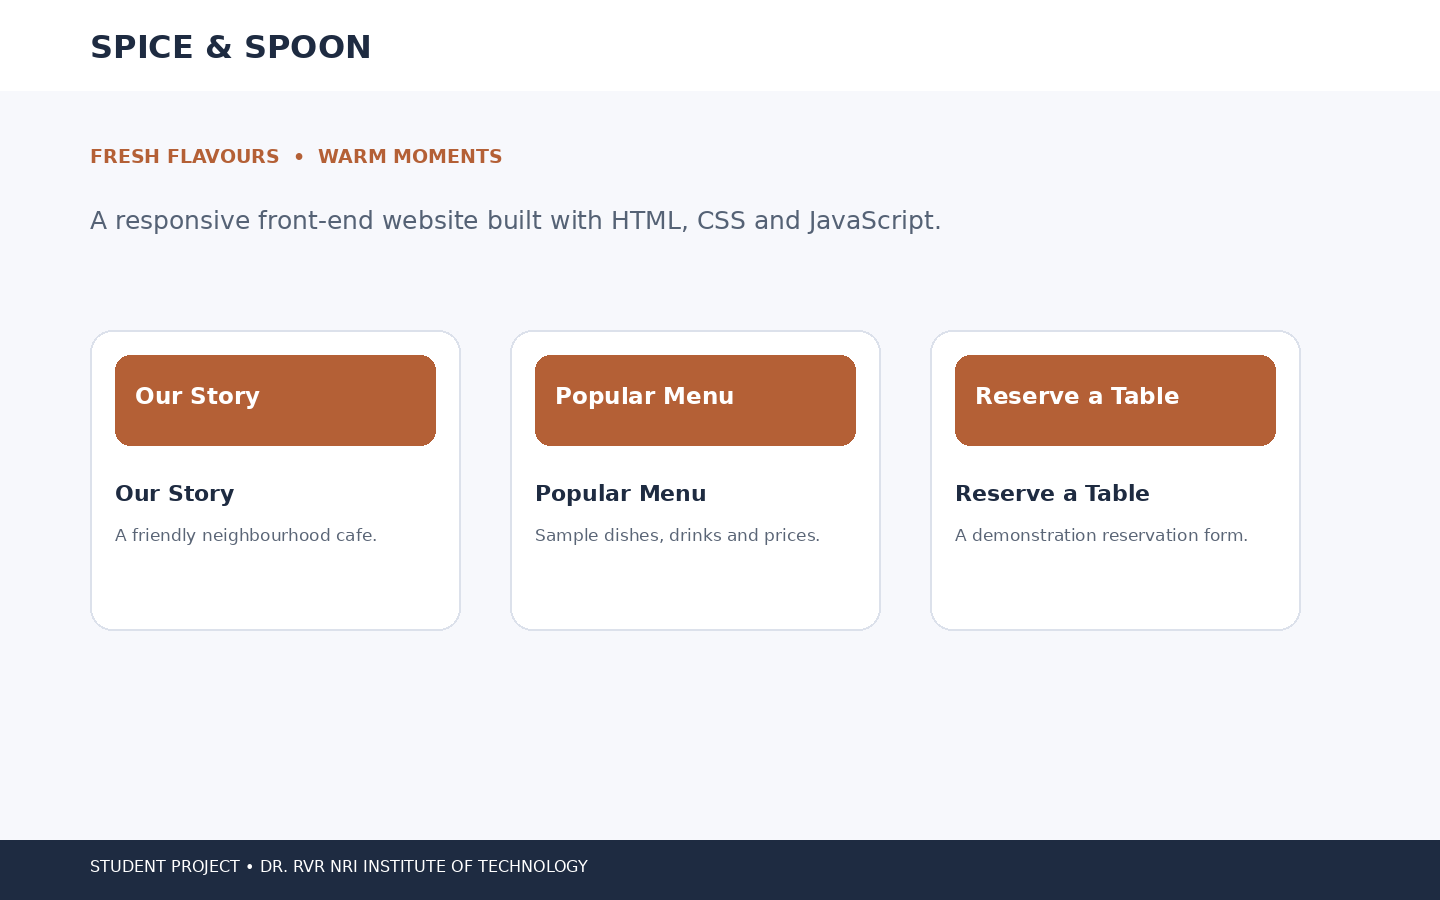 SPICE & SPOON
FRESH FLAVOURS • WARM MOMENTS
A responsive front-end website built with HTML, CSS and JavaScript.
Our Story
Our Story
A friendly neighbourhood cafe.
Popular Menu
Popular Menu
Sample dishes, drinks and prices.
Reserve a Table
Reserve a Table
A demonstration reservation form.
STUDENT PROJECT • DR. RVR NRI INSTITUTE OF TECHNOLOGY